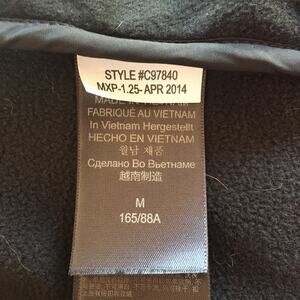 STYLE #C97840
MXP-1.25- APR 2014
MADE IN VIETNAM
FABRIQUÉ AU VIETNAM
In Vietnam Hergestellt
HECHO EN VIETNAM
월남 제품
Сделано Во Вьетнаме
越南制造
M
165/88A